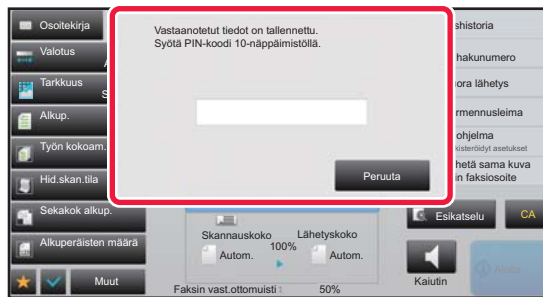 Osoitekirja
Valotus
Tarkkuus
Alkup.
Työn kokoam.
Hid.skan.tila
Sekakok alkup.
Alkuperäisten määrä
Muut
Vastaanotetut tiedot on tallennettu.
Syötä PIN-koodi 10-näppäimistöllä.
Peruuta
shistoria
hakunumero
ora lähetys
rmennusleima
ohjelma
kisteröidyt asetukset
hetä sama kuva
in faksiosoite
Esikatselu
CA
Skannauskoko
Lähetyskoko
100%
Autom.
Autom.
Faksin vast.ottomuisti :
50%
Kaiutin
Aloita